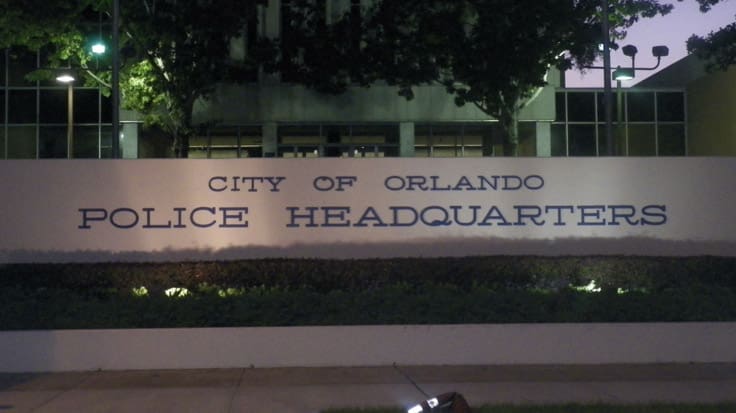 CITY OF ORLANDO
POLICE HEADQUARTERS